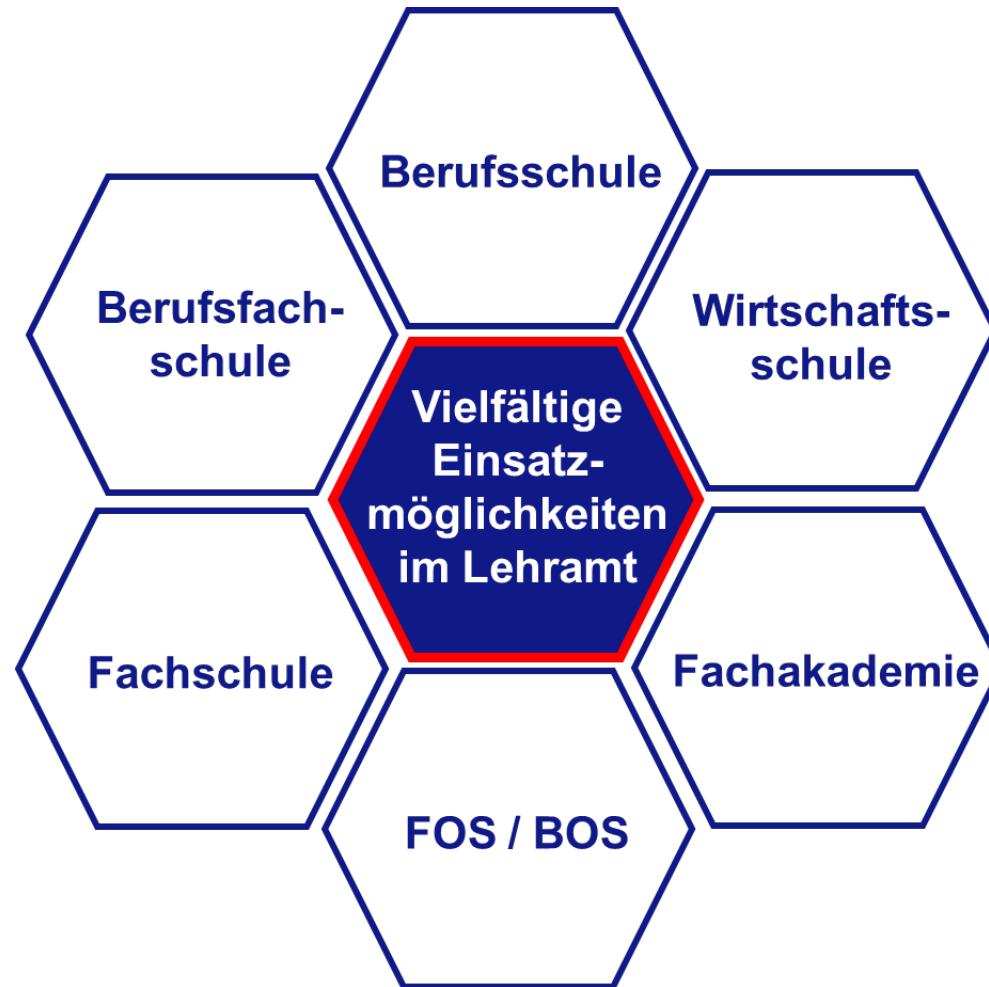 Berufsschule
Berufsfach-
schule
Wirtschafts-
schule
Vielfältige
Einsatz-
möglichkeiten
im Lehramt
Fachschule
Fachakademie
FOS / BOS